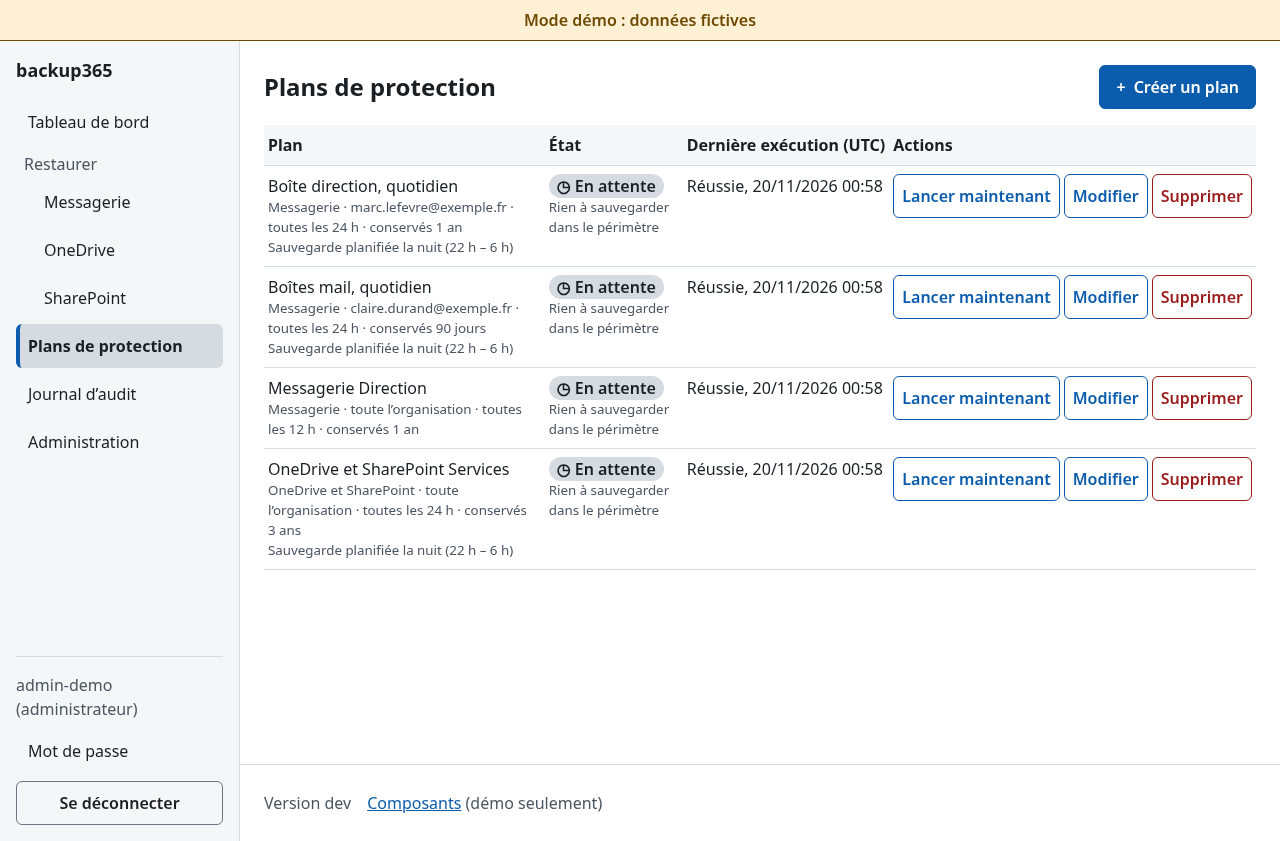 Mode démo : données fictives
backup365
Tableau de bord
Restaurer
Messagerie
OneDrive
SharePoint
Plans de protection
Journal d’audit
Administration
admin-demo
(administrateur)
Mot de passe
Se déconnecter
Plans de protection
+ Créer un plan
Plan État Dernière exécution (UTC) Actions
Boîte direction, quotidien
Messagerie · marc.lefevre@exemple.fr ·
toutes les 24 h · conservés 1 an
Sauvegarde planifiée la nuit (22 h – 6 h)
En attente
Rien à sauvegarder
dans le périmètre
Réussie, 20/11/2026 00:58
Lancer maintenant Modifier Supprimer
Boîtes mail, quotidien
Messagerie · claire.durand@exemple.fr ·
toutes les 24 h · conservés 90 jours
Sauvegarde planifiée la nuit (22 h – 6 h)
En attente
Rien à sauvegarder
dans le périmètre
Réussie, 20/11/2026 00:58
Lancer maintenant Modifier Supprimer
Messagerie Direction
Messagerie · toute l’organisation · toutes
les 12 h · conservés 1 an
En attente
Rien à sauvegarder
dans le périmètre
Réussie, 20/11/2026 00:58
Lancer maintenant Modifier Supprimer
OneDrive et SharePoint Services
OneDrive et SharePoint · toute
l’organisation · toutes les 24 h · conservés
3 ans
Sauvegarde planifiée la nuit (22 h – 6 h)
En attente
Rien à sauvegarder
dans le périmètre
Réussie, 20/11/2026 00:58
Lancer maintenant Modifier Supprimer
Version dev Composants (démo seulement)